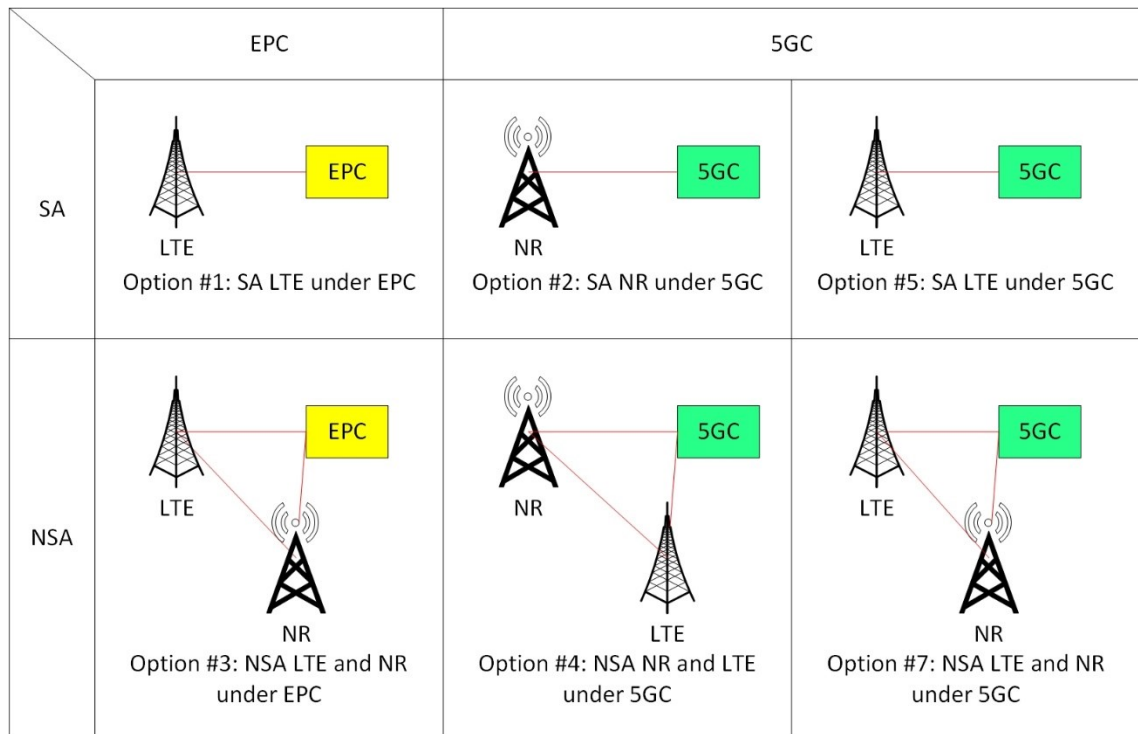 EPC
5GC
SA
EPC
LTE
Option #1: SA LTE under EPC
5GC
NR
Option #2: SA NR under 5GC
5GC
LTE
Option #5: SA LTE under 5GC
NSA
EPC
LTE
NR
Option #3: NSA LTE and NR
under EPC
5GC
NR
LTE
Option #4: NSA NR and LTE
under 5GC
5GC
LTE
NR
Option #7: NSA LTE and NR
under 5GC